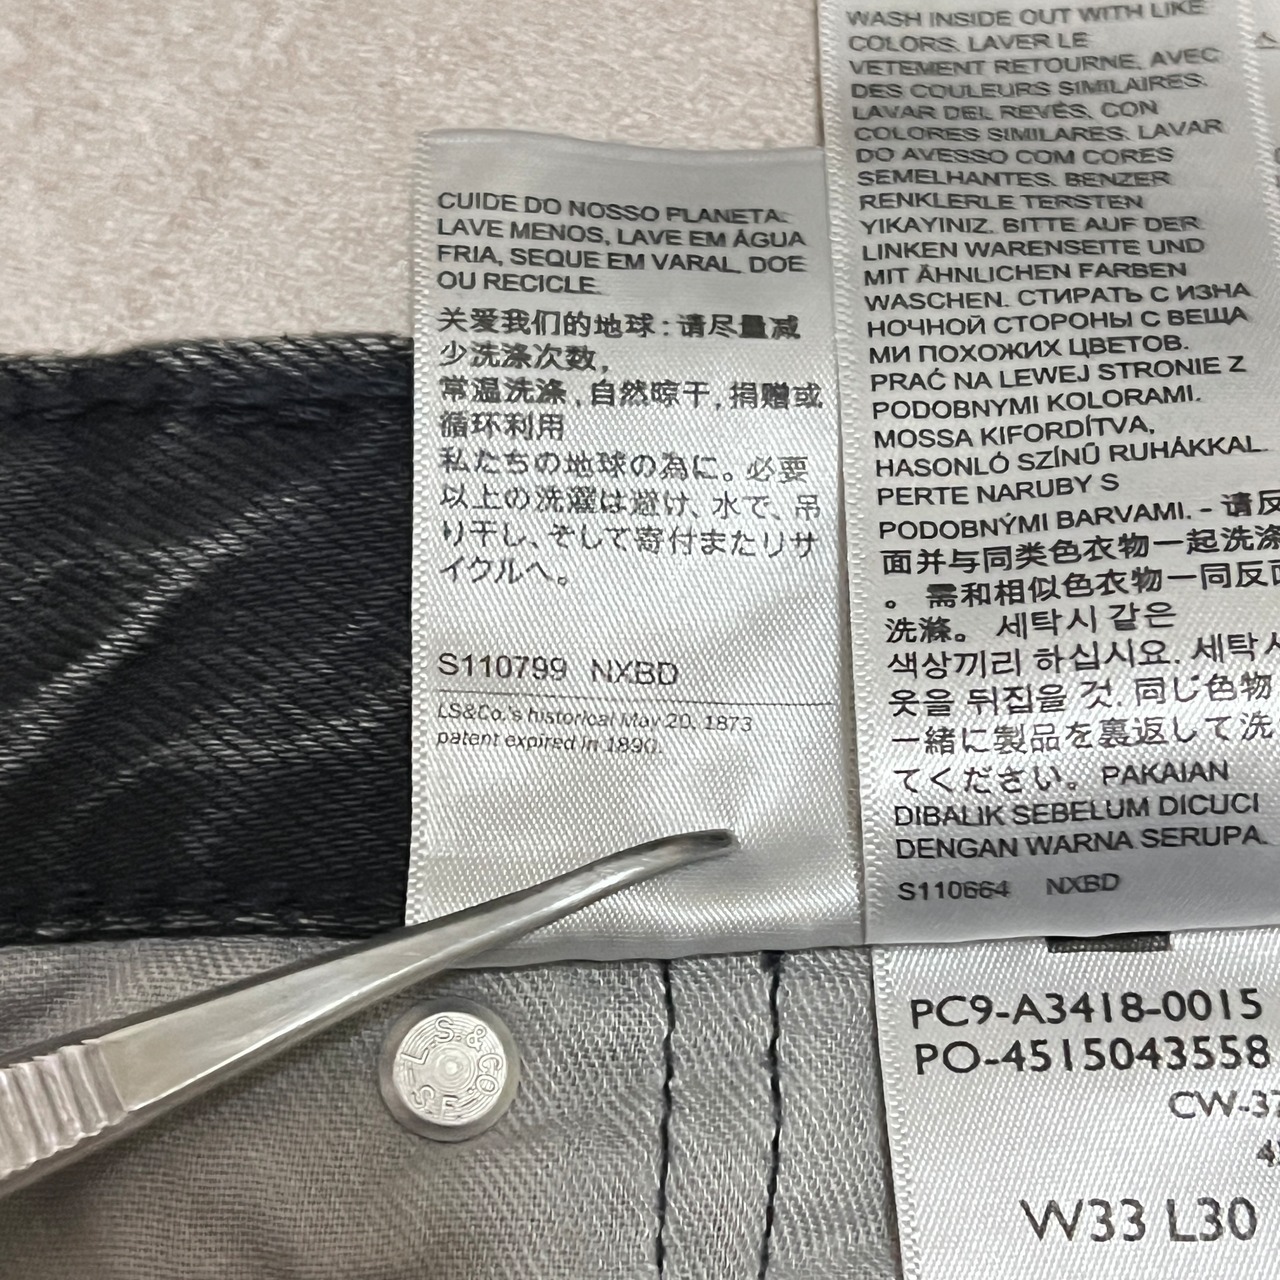 CUIDE DO NOSSO PLANETA:
LAVE MENOS, LAVE EM ÁGUA
FRIA, SEQUE EM VARAL, DOE
OU RECICLE.
关爱我们的地球：请尽量减
少洗涤次数,
常温洗涤,自然晾干,捐赠或
循环利用
私たちの地球の為に。必要
以上の洗濯は避け、水で、吊
り干し、そして寄付またリサ
イクルへ。
S110799 NXBD
LS&Co.'s historical May 20, 1873
patent expired in 1890.
WASH INSIDE OUT WITH LIKE
COLORS. LAVER LE
VETEMENT RETOURNE, AVEC
DES COULEURS SIMILAIRES.
LAVAR DEL REVÉS, CON
COLORES SIMILARES. LAVAR
DO AVESSO COM CORES
SEMELHANTES. BENZER
RENKLERLE TERSTEN
YIKAYINIZ. BITTE AUF DER
LINKEN WARENSEITE UND
MIT ÄHNLICHEN FARBEN
WASCHEN. СТИРАТЬ С ИЗНА
НОЧНОЙ СТОРОНЫ С ВЕЩА
МИ ПОХОЖИХ ЦВЕТОВ.
PRAĆ NA LEWEJ STRONIE Z
PODOBNYMI KOLORAMI.
MOSSA KIFORDÍTVA,
HASONLÓ SZÍNŰ RUHÁKKAL.
PERTE NARUBY S
PODOBNÝMI BARVAMI. - 请反
面并与同类色衣物一起洗涤
。需和相似色衣物一同反面
洗滌。 세탁시 같은
색상끼리 하십시요. 세탁시
옷을 뒤집을 것. 同じ色物
一緒に製品を裏返して洗
てください。PAKAIAN
DIBALIK SEBELUM DICUCI
DENGAN WARNA SERUPA.
S110664 NXBD
L.S.&CO. S.F.
PC9-A3418-0015
PO-4515043558
CW-37
W33 L30